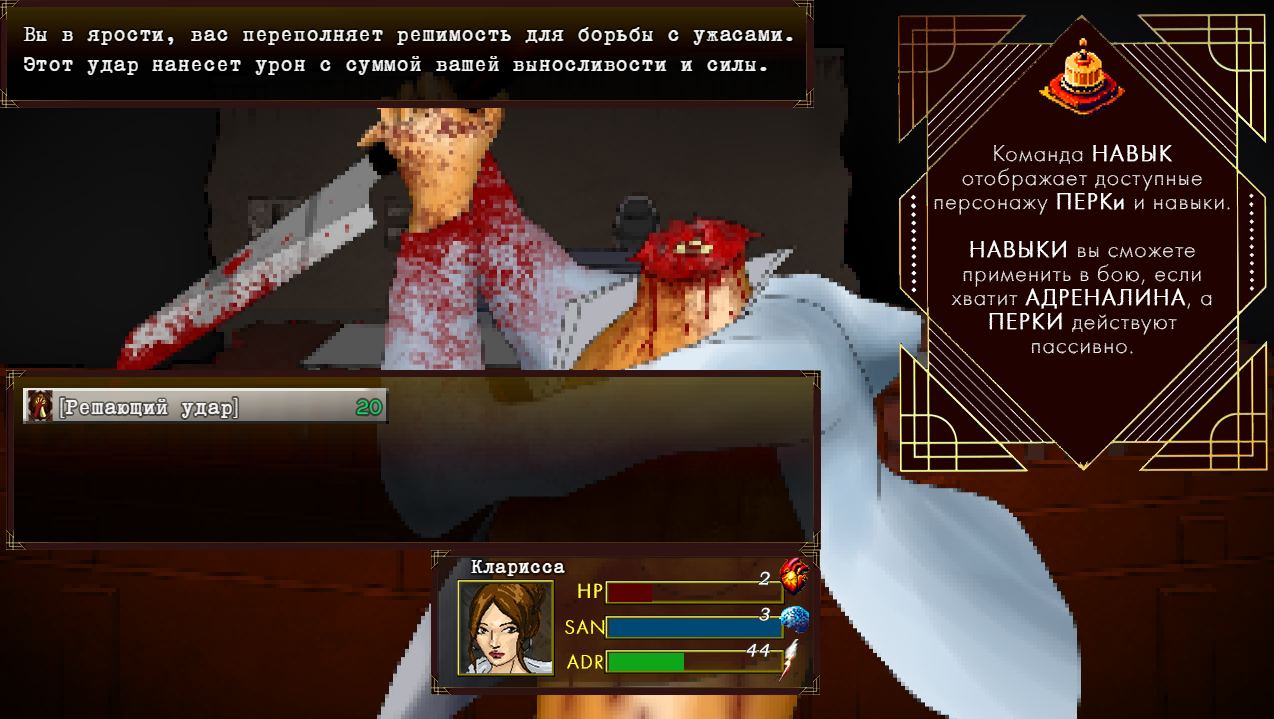 Вы в ярости, вас переполняет решимость для борьбы с ужасами.
Этот удар нанесет урон с суммой вашей выносливости и силы.
Команда НАВЫК
отображает доступные
персонажу ПЕРКи и навыки.
НАВЫКИ вы сможете
применить в бою, если
хватит АДРЕНАЛИНА, а
ПЕРКИ действуют
пассивно.
[Решающий удар] 20
Кларисса
HP 2
SAN 3
ADR 44